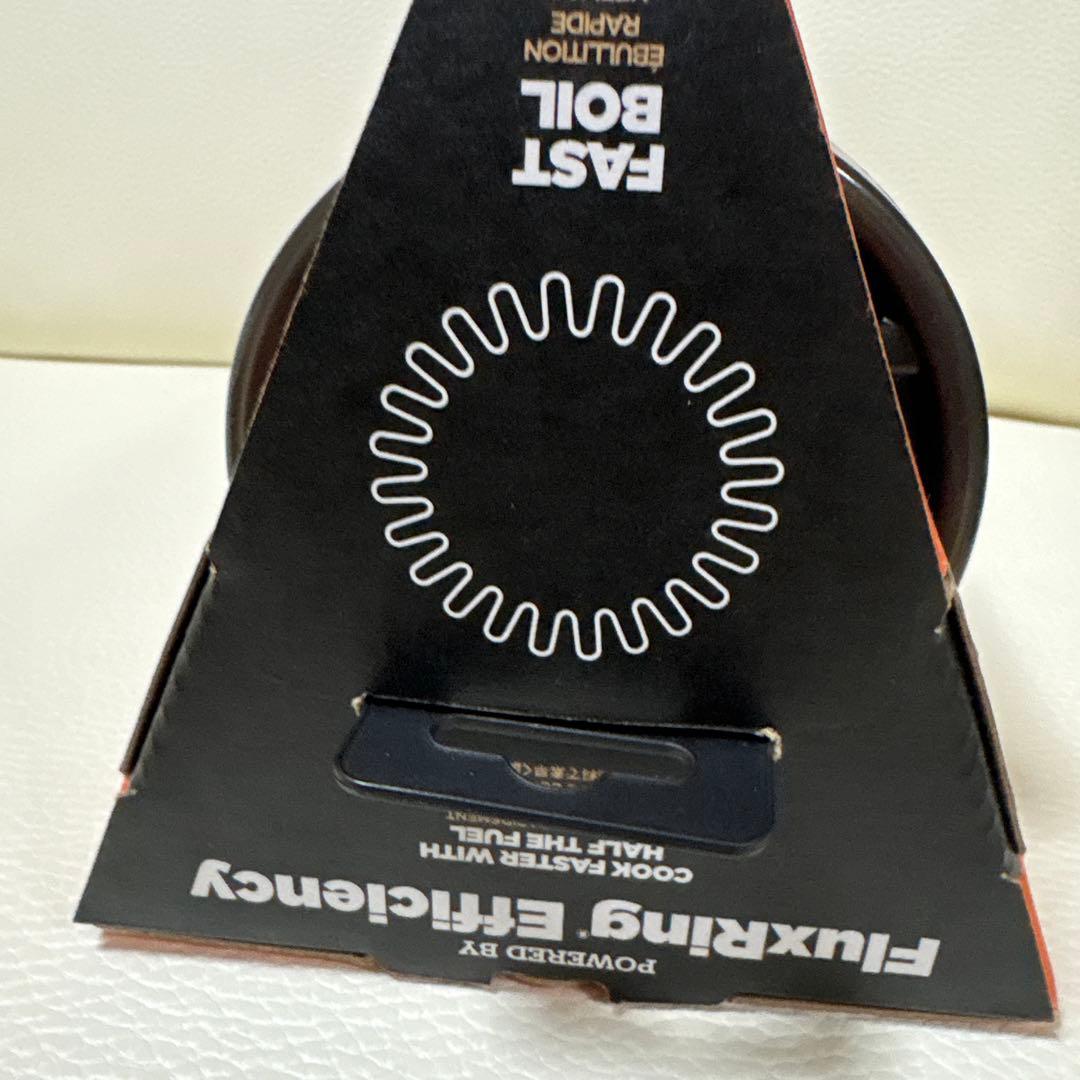 POWERED BY
FluxRing® Efficiency
COOK FASTER WITH
HALF THE FUEL
FAST
BOIL
ÉBULLITION
RAPIDE